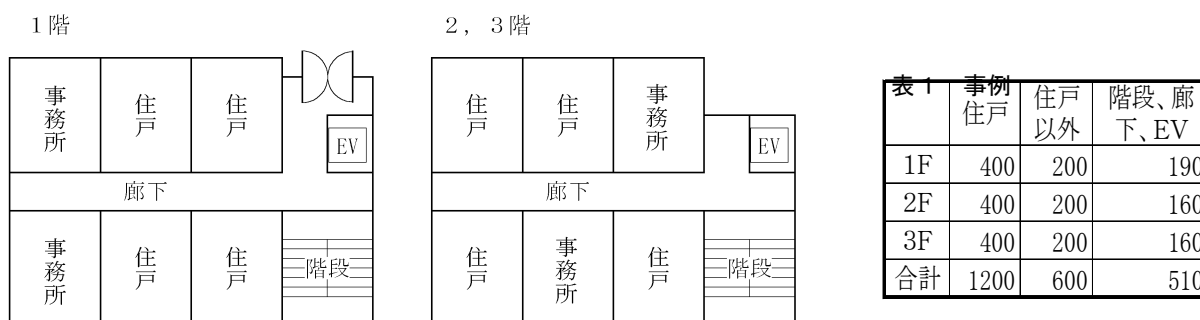 1階
2，3階
事務所
住戸
住戸
EV
廊下
事務所
住戸
住戸
階段
住戸
住戸
事務所
EV
廊下
住戸
事務所
住戸
階段
表1 事例
住戸 住戸以外 階段、廊下、EV
1F 400 200 190
2F 400 200 160
3F 400 200 160
合計 1200 600 510